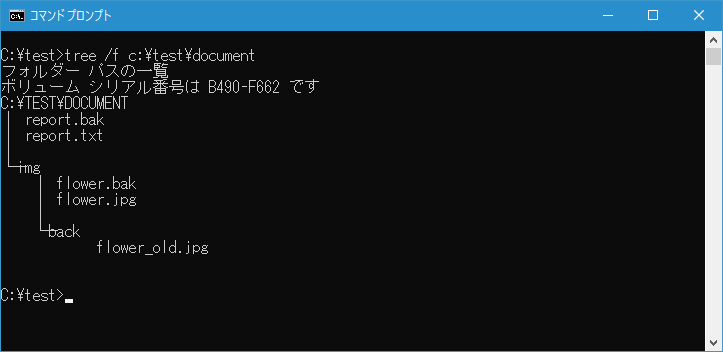 コマンドプロンプト
C:¥test>tree /f c:¥test¥document
フォルダー パスの一覧
ボリューム シリアル番号は B490-F662 です
C:¥TEST¥DOCUMENT
report.bak
report.txt
img
flower.bak
flower.jpg
back
flower_old.jpg
C:¥test>